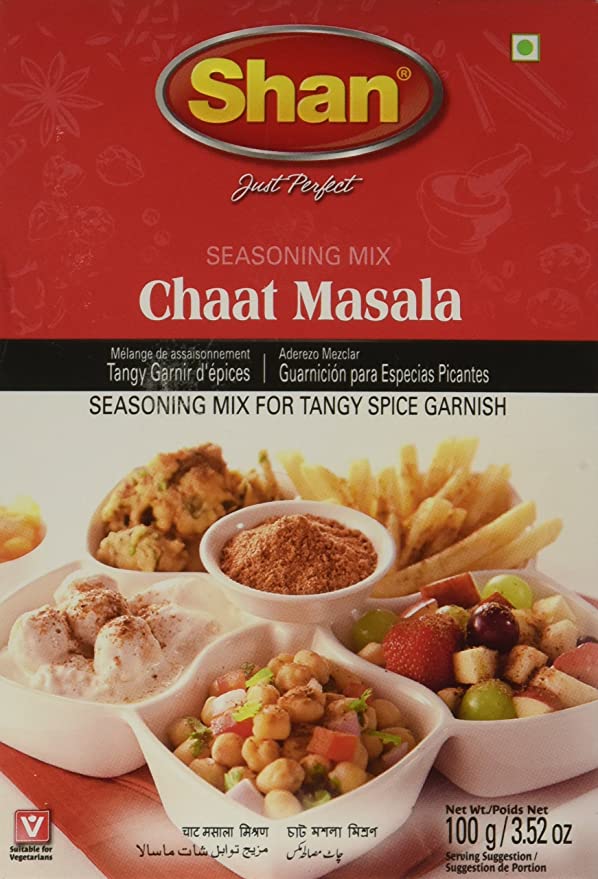 Shan®
Just Perfect
SEASONING MIX
Chaat Masala
Mélange de assaisonnement
Tangy Garnir d'épices
Aderezo Mezclar
Guarnición para Especias Picantes
SEASONING MIX FOR TANGY SPICE GARNISH
V
Suitable for
Vegetarians
चाट मसाला मिश्रण
চাট মশলা মিশ্রন
مزيج توابل شات ماسالا
چاٹ مصالحہ مکس
Net Wt./Poids Net
100 g/3.52 oz
Serving Suggestion/
Suggestion de Portion